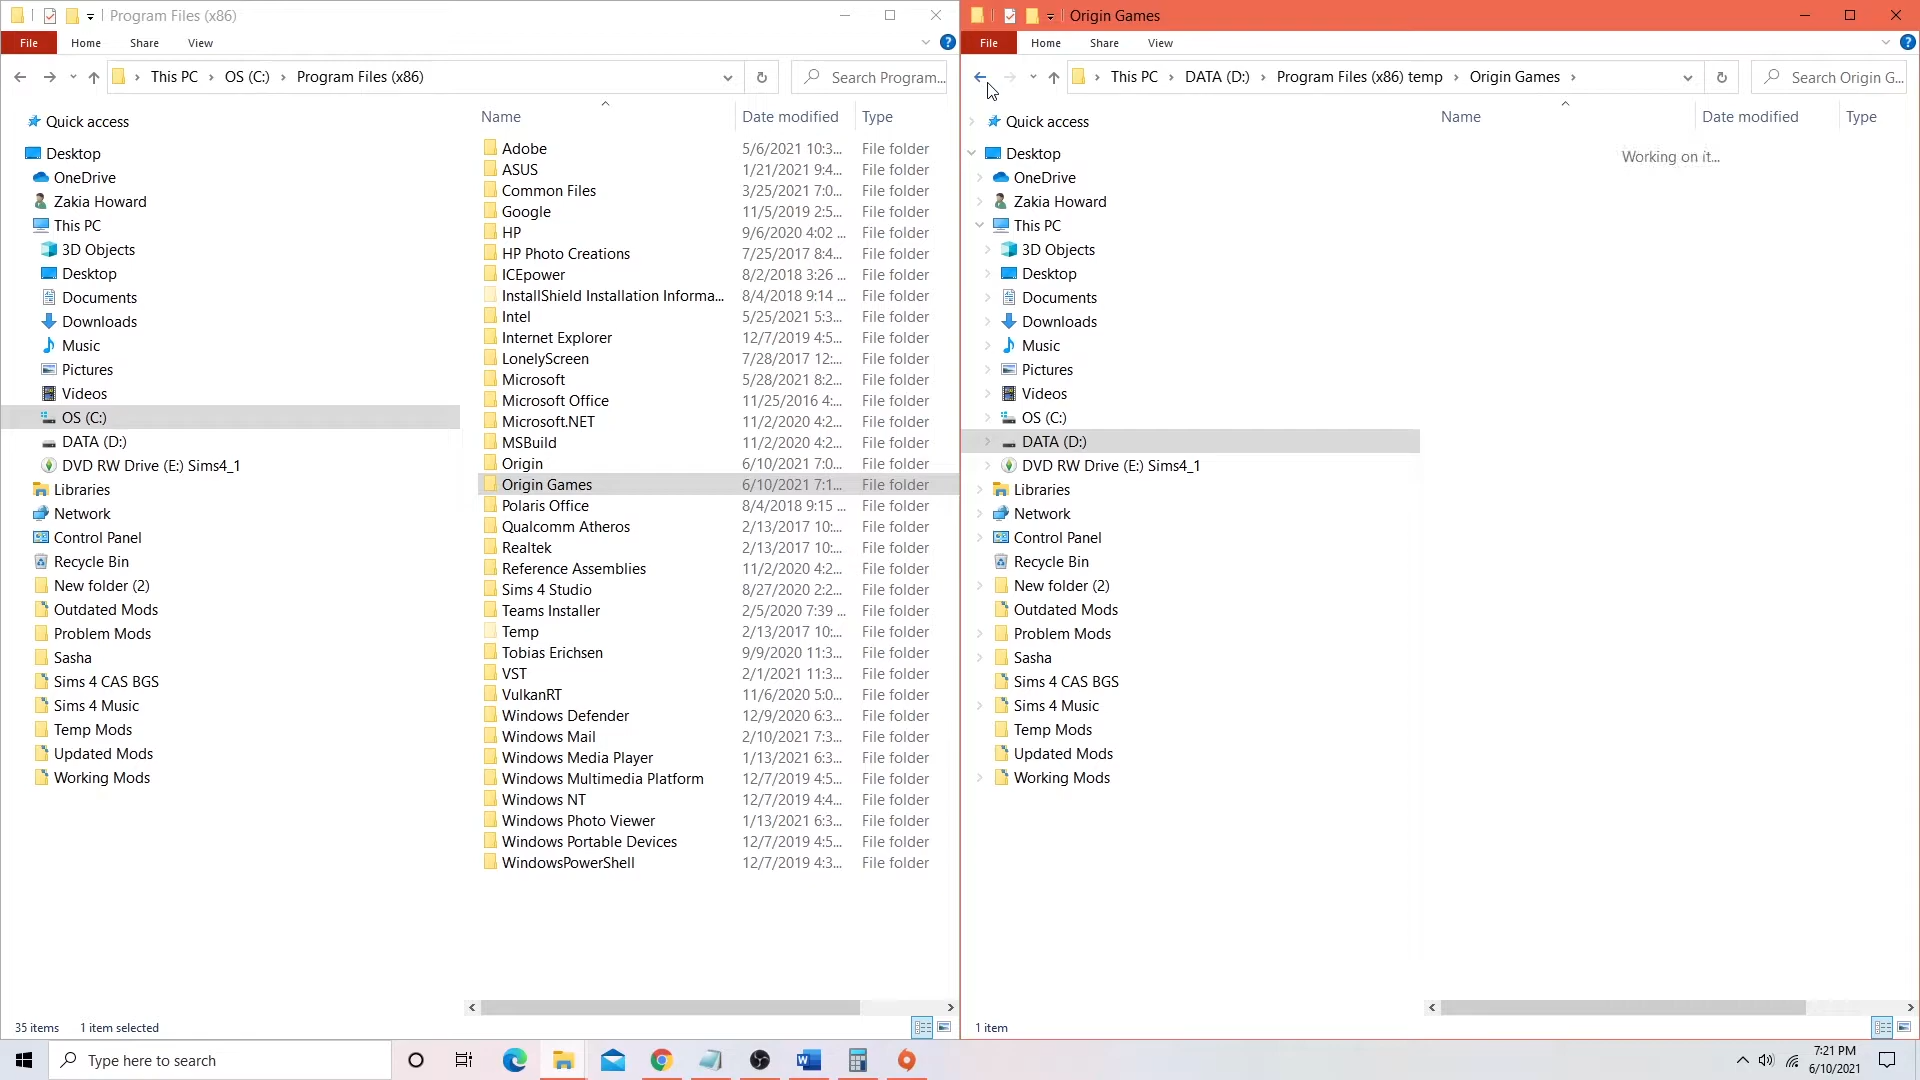 Program Files (x86)
File
Home
Share
View
This PC
OS (C:)
Program Files (x86)
Search Program...
Quick access
Desktop
OneDrive
Zakia Howard
This PC
3D Objects
Desktop
Documents
Downloads
Music
Pictures
Videos
OS (C:)
DATA (D:)
DVD RW Drive (E:) Sims4_1
Libraries
Network
Control Panel
Recycle Bin
New folder (2)
Outdated Mods
Problem Mods
Sasha
Sims 4 CAS BGS
Sims 4 Music
Temp Mods
Updated Mods
Working Mods
Name Date modified Type
Adobe 5/6/2021 10:3... File folder
ASUS 1/21/2021 9:4... File folder
Common Files 3/25/2021 7:0... File folder
Google 11/5/2019 2:5... File folder
HP 9/6/2020 4:02 ... File folder
HP Photo Creations 7/25/2017 8:4... File folder
ICEpower 8/2/2018 3:26 ... File folder
InstallShield Installation Informa... 8/4/2018 9:14 ... File folder
Intel 5/25/2021 5:3... File folder
Internet Explorer 12/7/2019 4:5... File folder
LonelyScreen 7/28/2017 12:... File folder
Microsoft 5/28/2021 8:2... File folder
Microsoft Office 11/25/2016 4:... File folder
Microsoft.NET 11/2/2020 4:2... File folder
MSBuild 11/2/2020 4:2... File folder
Origin 6/10/2021 7:0... File folder
Origin Games 6/10/2021 7:1... File folder
Polaris Office 8/4/2018 9:15 ... File folder
Qualcomm Atheros 2/13/2017 10:... File folder
Realtek 2/13/2017 10:... File folder
Reference Assemblies 11/2/2020 4:2... File folder
Sims 4 Studio 8/27/2020 2:2... File folder
Teams Installer 2/5/2020 7:39 ... File folder
Temp 2/13/2017 10:... File folder
Tobias Erichsen 9/9/2020 11:3... File folder
VST 2/1/2021 11:3... File folder
VulkanRT 11/6/2020 5:0... File folder
Windows Defender 12/9/2020 6:3... File folder
Windows Mail 2/10/2021 7:3... File folder
Windows Media Player 1/13/2021 6:3... File folder
Windows Multimedia Platform 12/7/2019 4:5... File folder
Windows NT 12/7/2019 4:4... File folder
Windows Photo Viewer 1/13/2021 6:3... File folder
Windows Portable Devices 12/7/2019 4:5... File folder
WindowsPowerShell 12/7/2019 4:3... File folder
35 items 1 item selected
Origin Games
File
Home
Share
View
This PC
DATA (D:)
Program Files (x86) temp
Origin Games
Search Origin G...
Quick access
Desktop
OneDrive
Zakia Howard
This PC
3D Objects
Desktop
Documents
Downloads
Music
Pictures
Videos
OS (C:)
DATA (D:)
DVD RW Drive (E:) Sims4_1
Libraries
Network
Control Panel
Recycle Bin
New folder (2)
Outdated Mods
Problem Mods
Sasha
Sims 4 CAS BGS
Sims 4 Music
Temp Mods
Updated Mods
Working Mods
Name Date modified Type
Working on it...
1 item
Type here to search
7:21 PM
6/10/2021